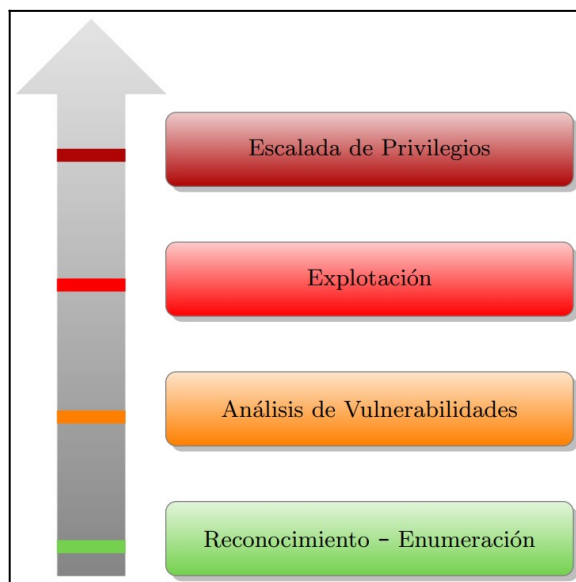 Escalada de Privilegios
Explotación
Análisis de Vulnerabilidades
Reconocimiento - Enumeración